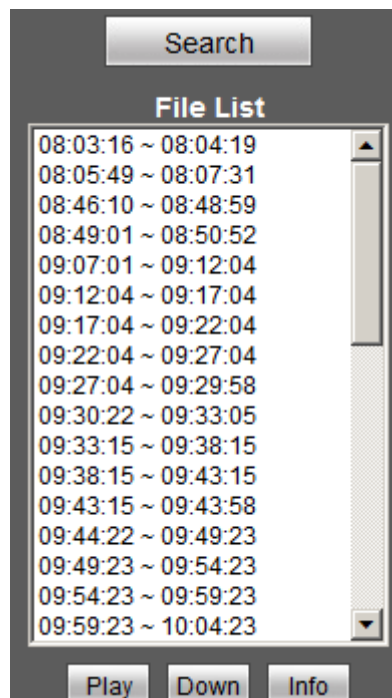 Search
File List
08:03:16 ~ 08:04:19
08:05:49 ~ 08:07:31
08:46:10 ~ 08:48:59
08:49:01 ~ 08:50:52
09:07:01 ~ 09:12:04
09:12:04 ~ 09:17:04
09:17:04 ~ 09:22:04
09:22:04 ~ 09:27:04
09:27:04 ~ 09:29:58
09:30:22 ~ 09:33:05
09:33:15 ~ 09:38:15
09:38:15 ~ 09:43:15
09:43:15 ~ 09:43:58
09:44:22 ~ 09:49:23
09:49:23 ~ 09:54:23
09:54:23 ~ 09:59:23
09:59:23 ~ 10:04:23
Play Down Info